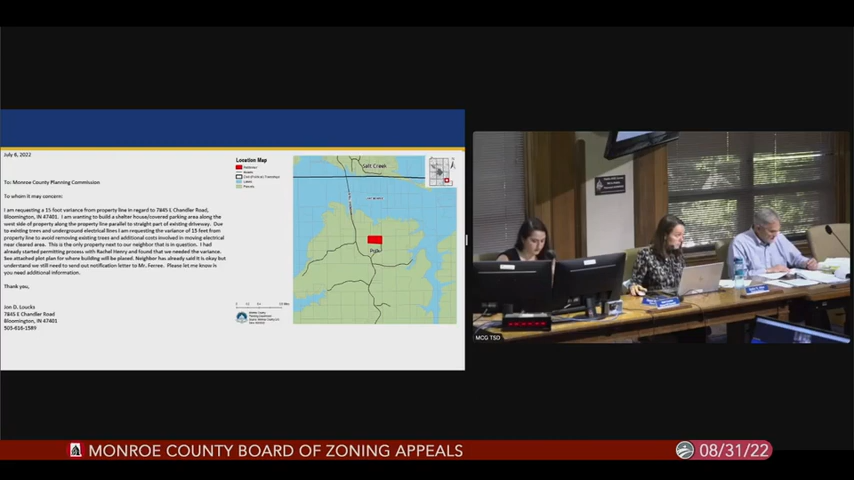 July 6, 2022
To: Monroe County Planning Commission
To whom it may concern:
I am requesting a 15 foot variance from property line in regard to 7845 E Chandler Road,
Bloomington, IN 47401. I am wanting to build a shelter house/covered parking area along the
west side of property along the property line parallel to straight part of existing driveway. Due
to existing trees and underground electrical lines I am requesting the variance of 15 feet from
property line to avoid removing existing trees and additional costs involved in moving electrical
near cleared area. This is the only property next to our neighbor that is in question. I had
already started permitting process with Rachel Henry and found that we needed the variance.
See attached plot plan for where building will be placed. Neighbor has already said it is okay but
understand we still need to send out notification letter to Mr. Ferree. Please let me know is
you need additional information.
Thank you,
Jon D. Loucks
7845 E Chandler Road
Bloomington, IN 47401
505-616-1589
Location Map
Salt Creek
Polk
MCG TSD
MONROE COUNTY BOARD OF ZONING APPEALS
08/31/22